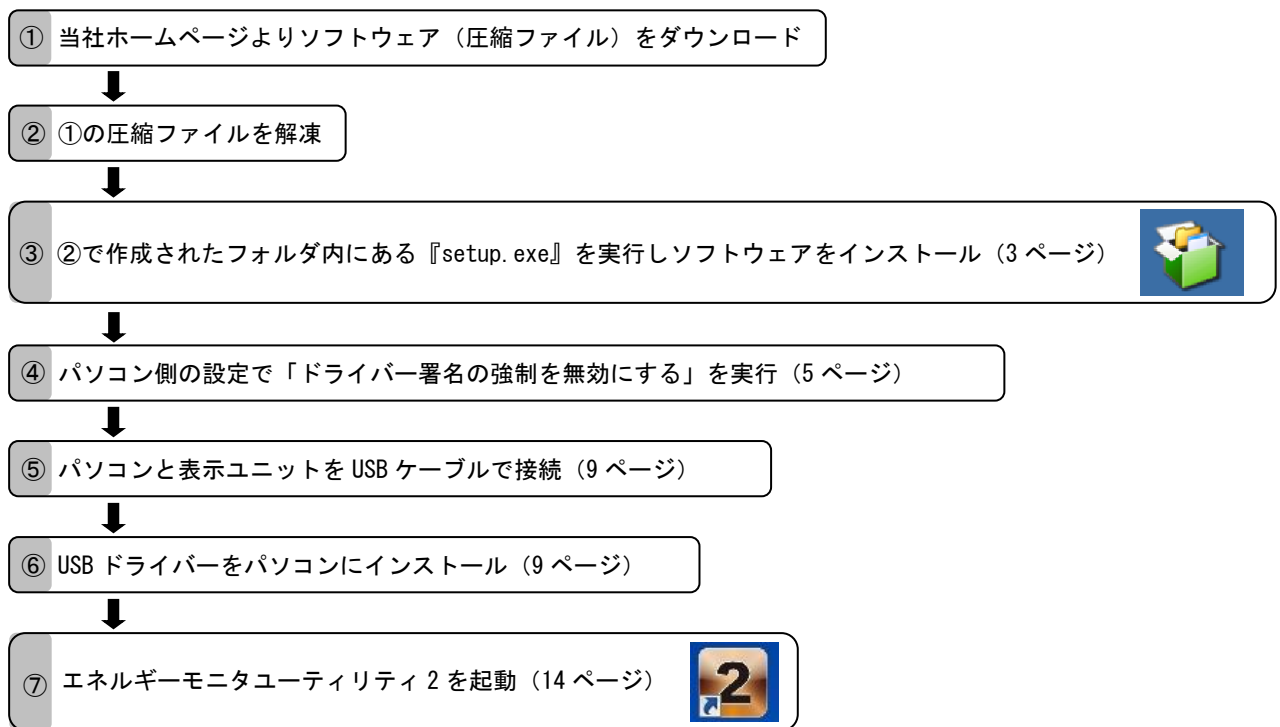 ① 当社ホームページよりソフトウェア（圧縮ファイル）をダウンロード
② ①の圧縮ファイルを解凍
③ ②で作成されたフォルダ内にある『setup.exe』を実行しソフトウェアをインストール（3 ページ）
④ パソコン側の設定で「ドライバー署名の強制を無効にする」を実行（5 ページ）
⑤ パソコンと表示ユニットを USB ケーブルで接続（9 ページ）
⑥ USB ドライバーをパソコンにインストール（9 ページ）
⑦ エネルギーモニタユーティリティ 2 を起動（14 ページ）
2